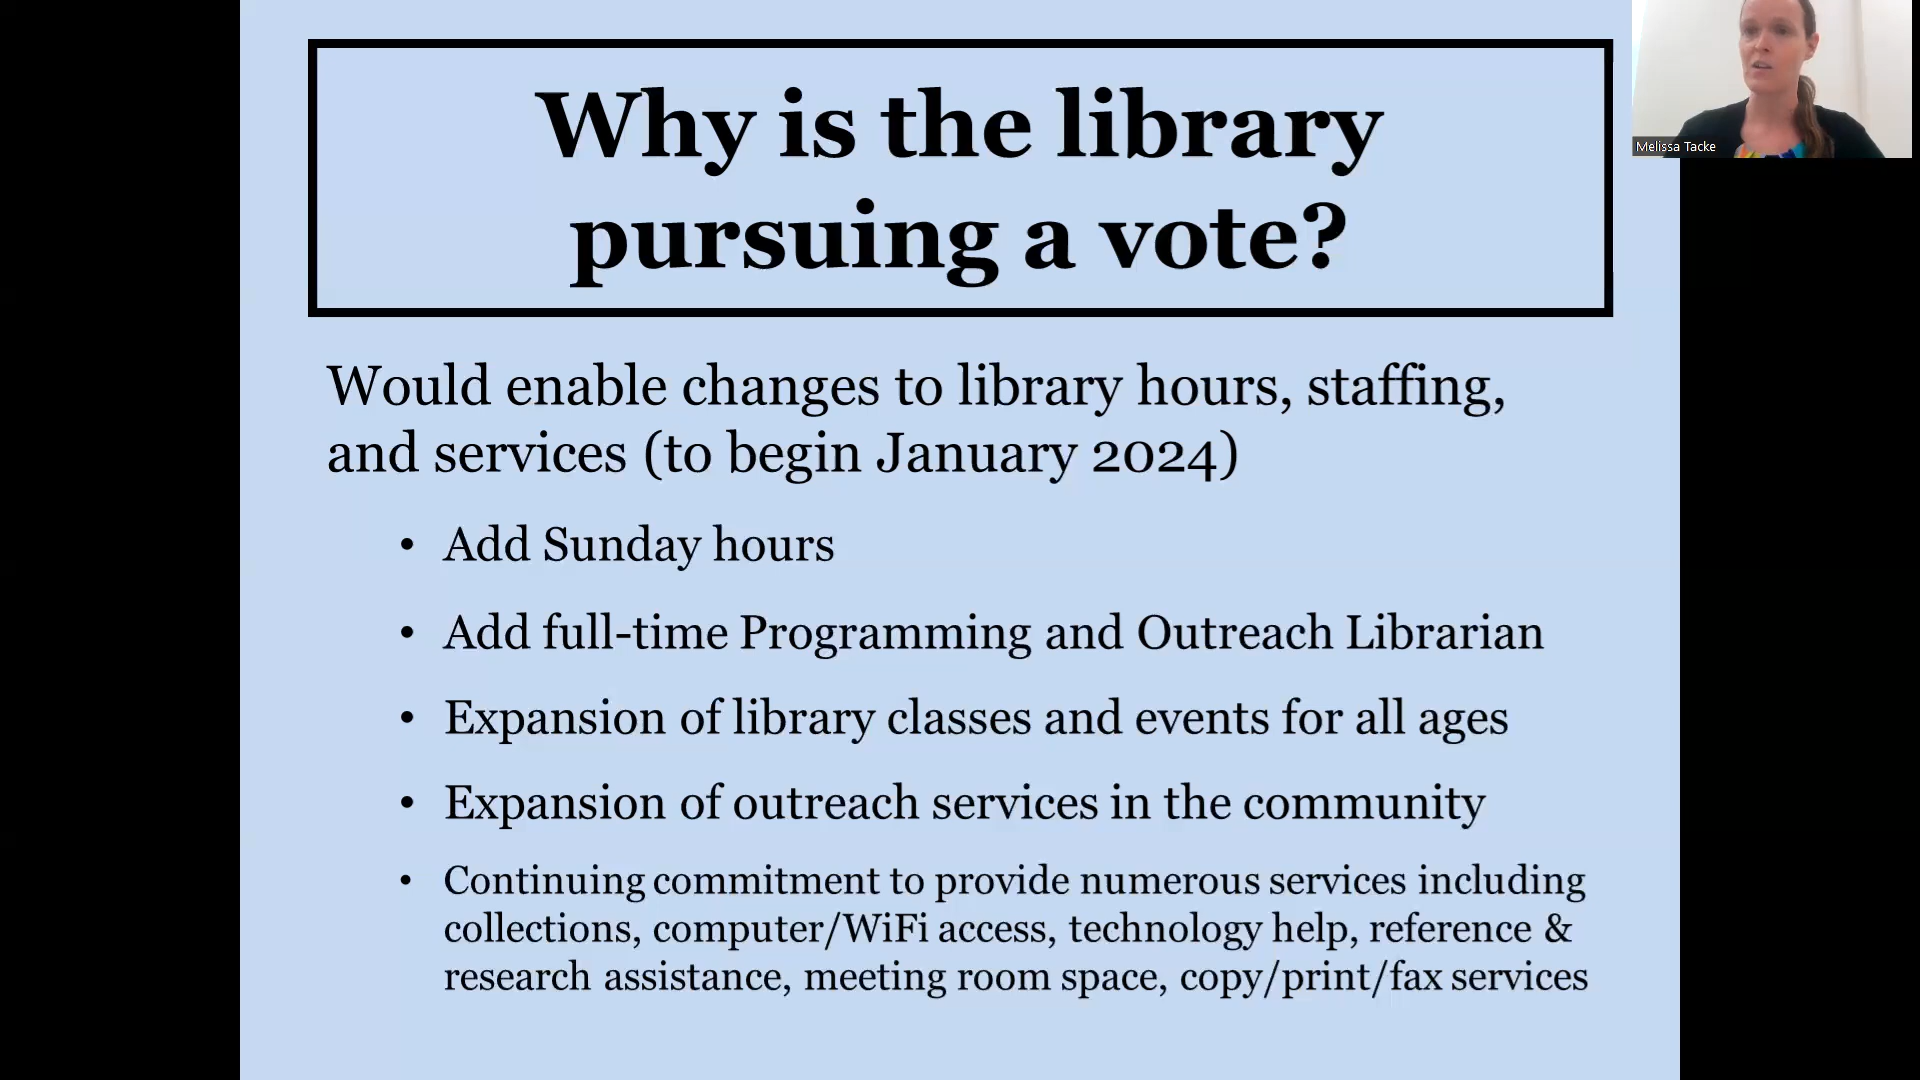 Why is the library
pursuing a vote?
Melissa Tacke
Would enable changes to library hours, staffing,
and services (to begin January 2024)
• Add Sunday hours
• Add full-time Programming and Outreach Librarian
• Expansion of library classes and events for all ages
• Expansion of outreach services in the community
• Continuing commitment to provide numerous services including
collections, computer/WiFi access, technology help, reference &
research assistance, meeting room space, copy/print/fax services